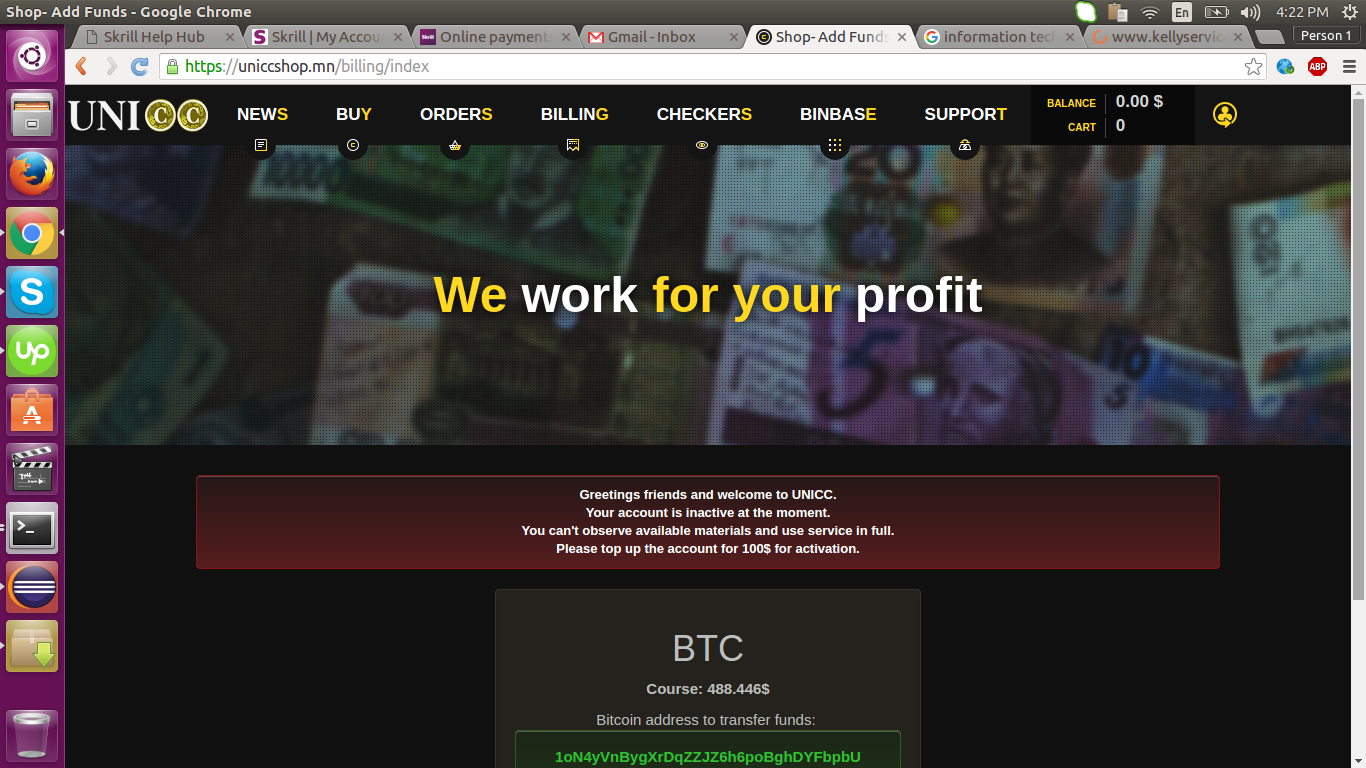 Shop- Add Funds - Google Chrome
En
4:22 PM
Skrill Help Hub
Skrill | My Accou
Online payment
Gmail - Inbox
Shop- Add Funds
information tech
www.kellyservic
Person 1
https://uniccshop.mn/billing/index
ABP
UNICC
NEWS
BUY
ORDERS
BILLING
CHECKERS
BINBASE
SUPPORT
BALANCE 0.00 $
CART 0
We work for your profit
Greetings friends and welcome to UNICC.
Your account is inactive at the moment.
You can't observe available materials and use service in full.
Please top up the account for 100$ for activation.
BTC
Course: 488.446$
Bitcoin address to transfer funds:
1oN4yVnBygXrDqZZJZ6h6poBghDYFbpbU